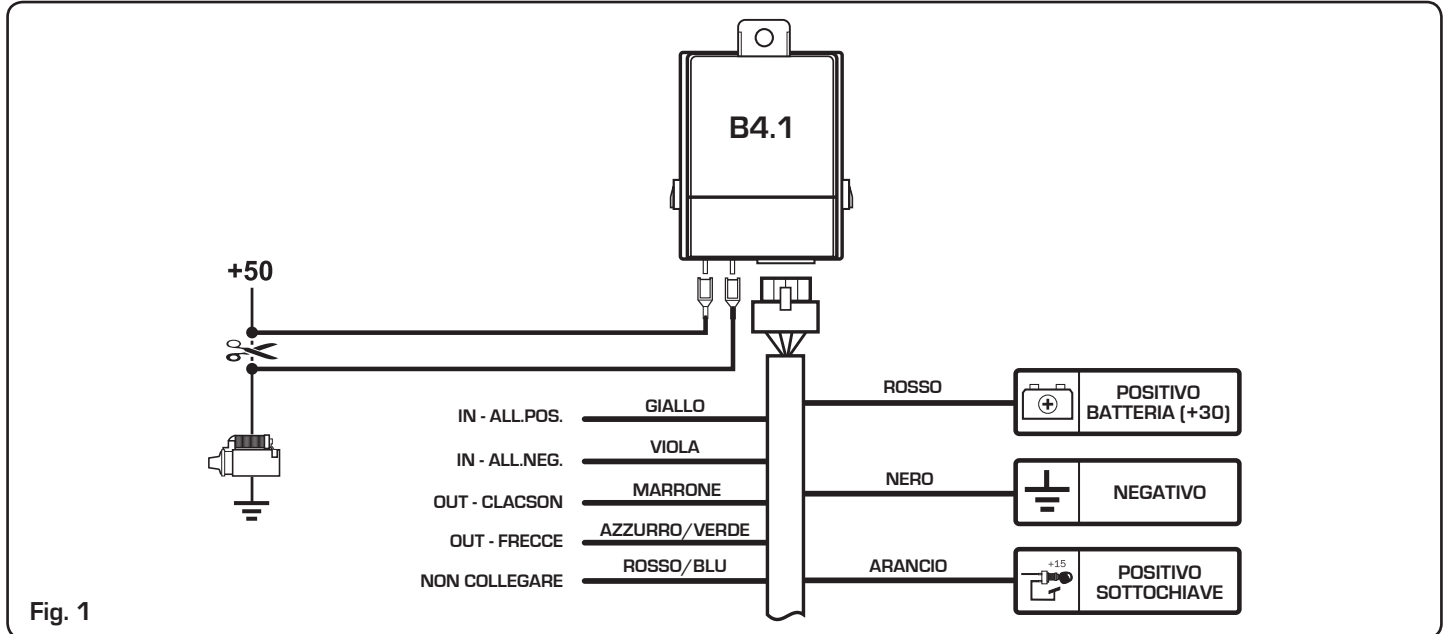 B4.1
+50
IN - ALL.POS.
GIALLO
IN - ALL.NEG.
VIOLA
OUT - CLACSON
MARRONE
OUT - FRECCE
AZZURRO/VERDE
NON COLLEGARE
ROSSO/BLU
ROSSO
POSITIVO
BATTERIA (+30)
NERO
NEGATIVO
ARANCIO
+15
POSITIVO
SOTTOCHIAVE
Fig. 1